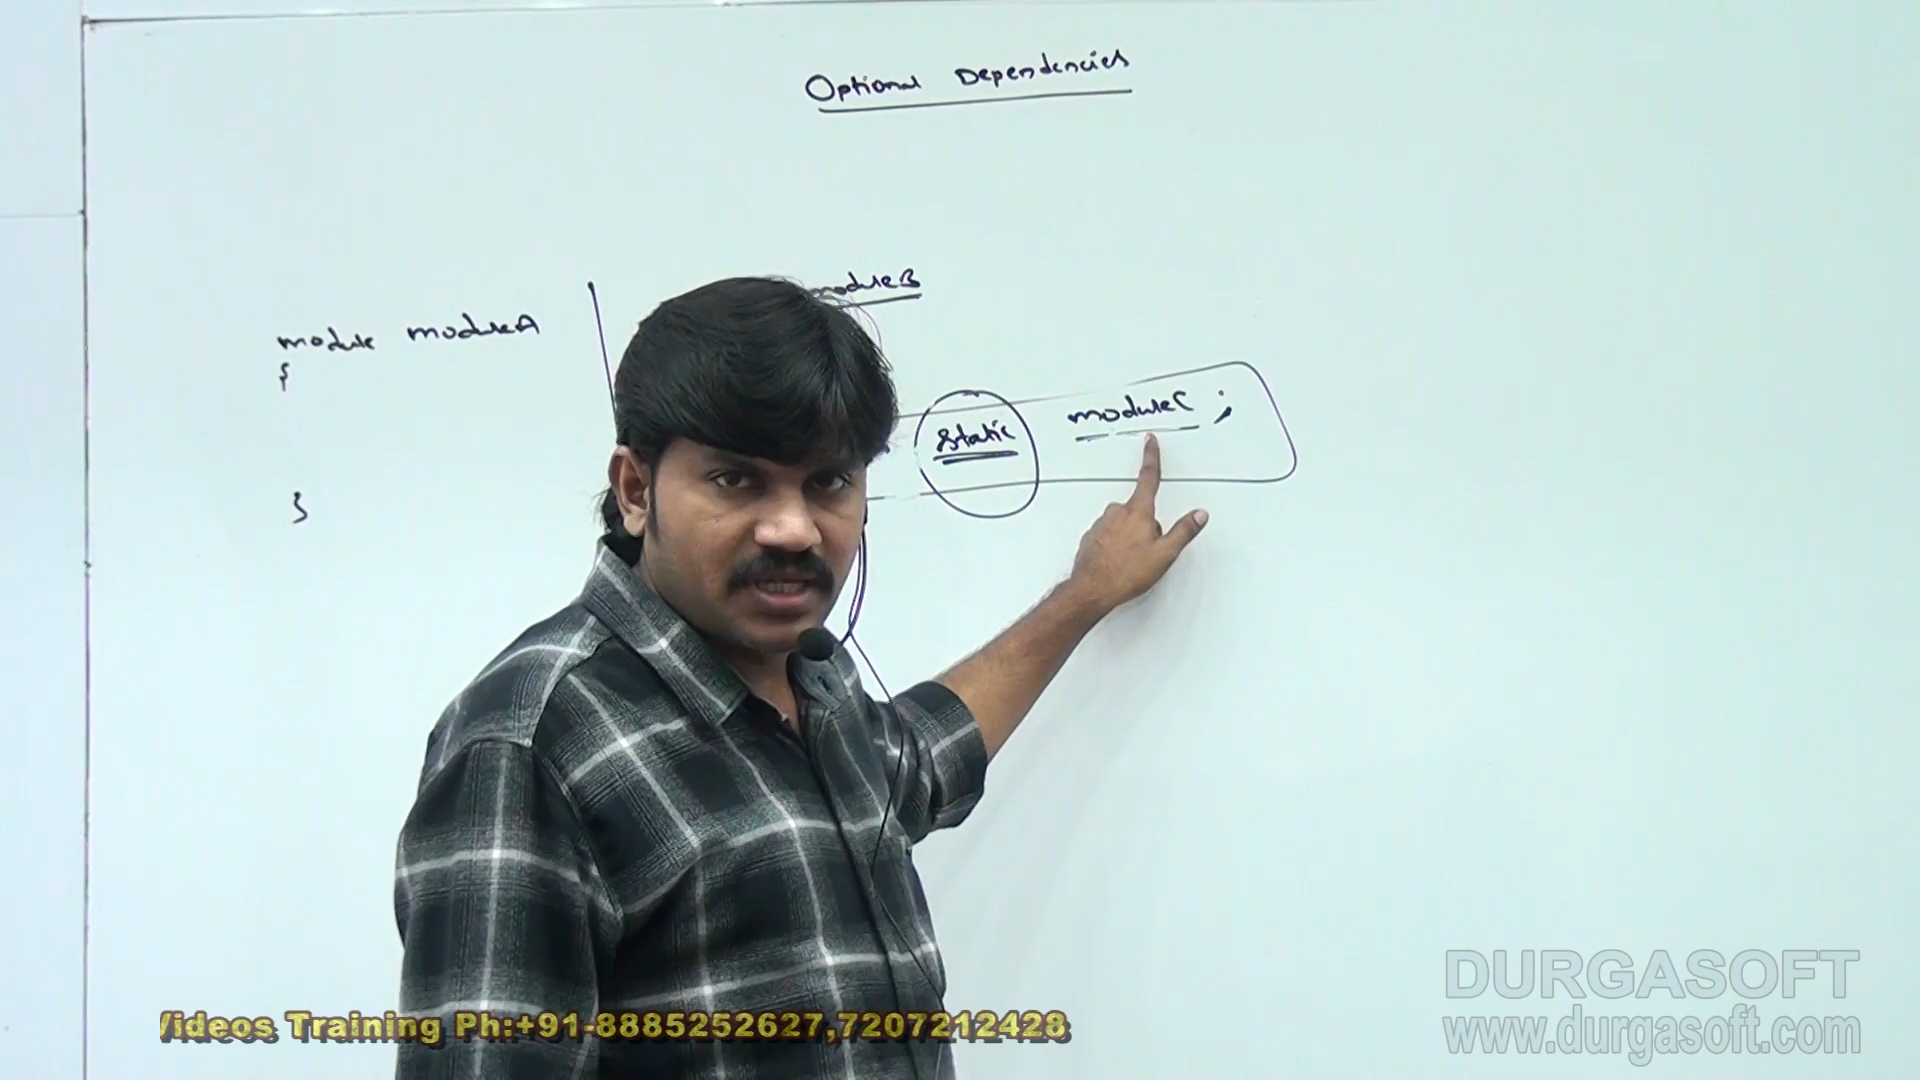 Optional Dependencies
moduleB
module moduleA
{
static moduleC ;
}
Videos Training Ph:+91-8885252627,7207212428
DURGASOFT
www.durgasoft.com